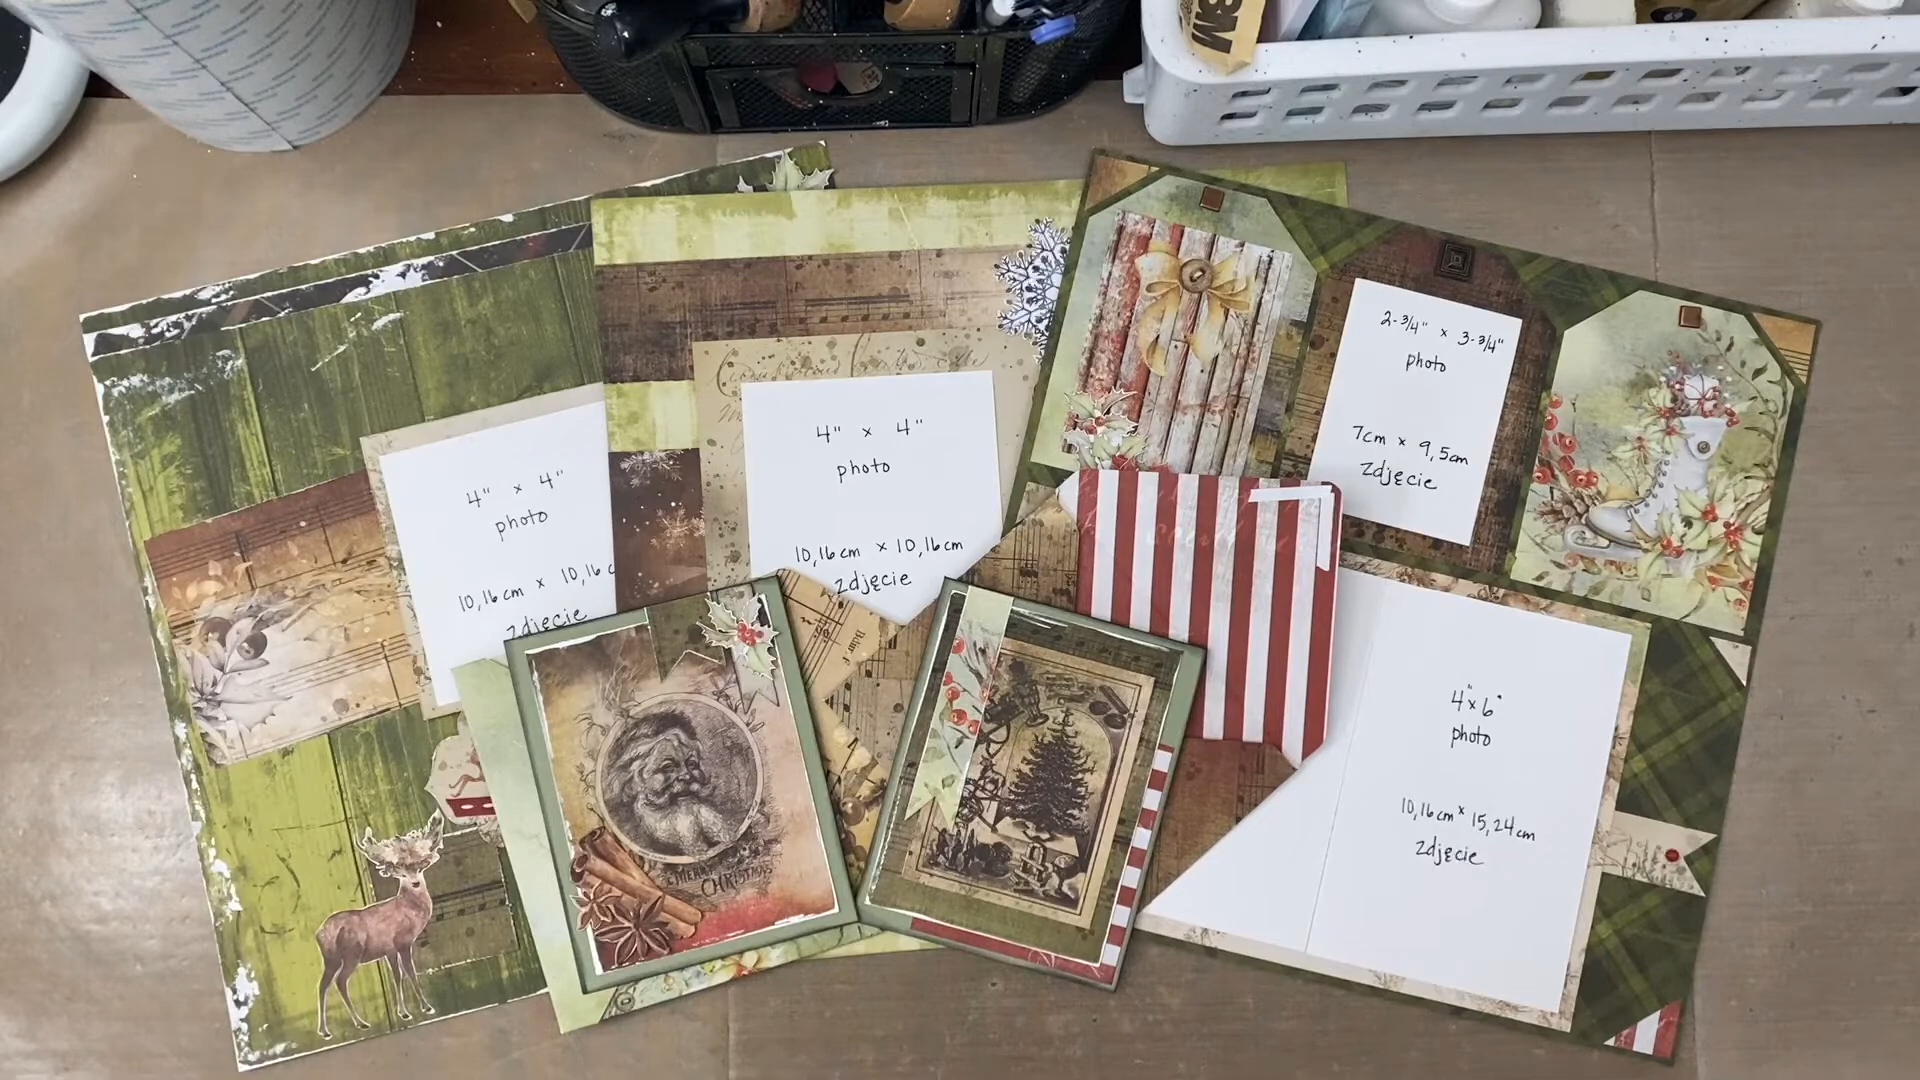 3M
4" x 4"
photo
10,16 cm x 10,16
zdjęcie
4" x 4"
photo
10,16 cm x 10,16 cm
zdjęcie
2-3/4" x 3-3/4"
photo
7cm x 9,5cm
zdjęcie
4"x 6"
photo
10,16cm x 15,24cm
zdjęcie
MERRY
CHRISTMAS